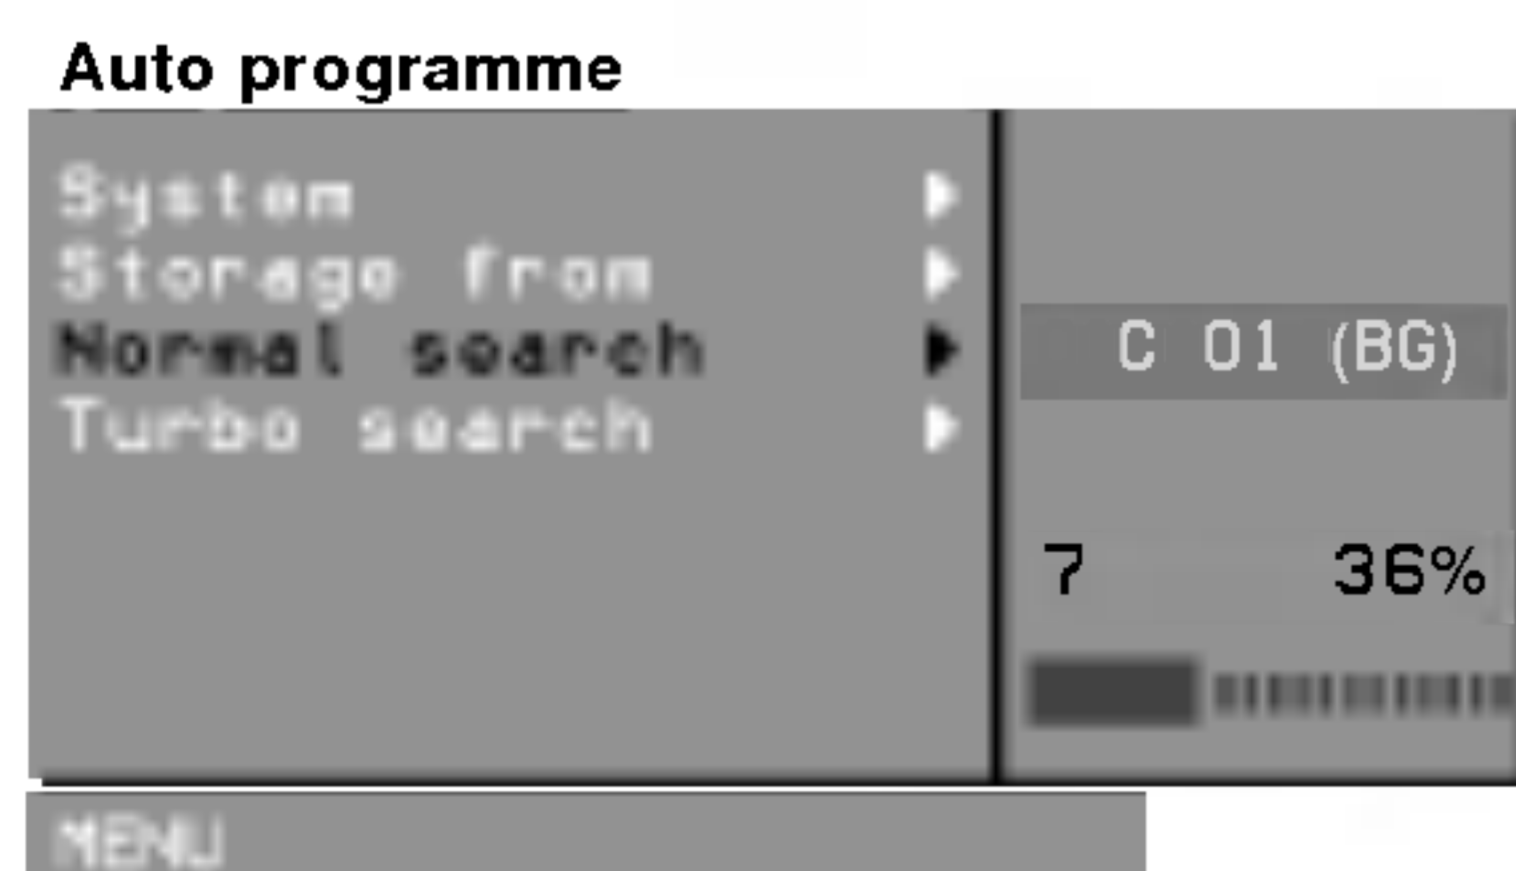 Auto programme
System
Storage from
Normal search
C 01 (BG)
Turbo search
7 36%
MENU